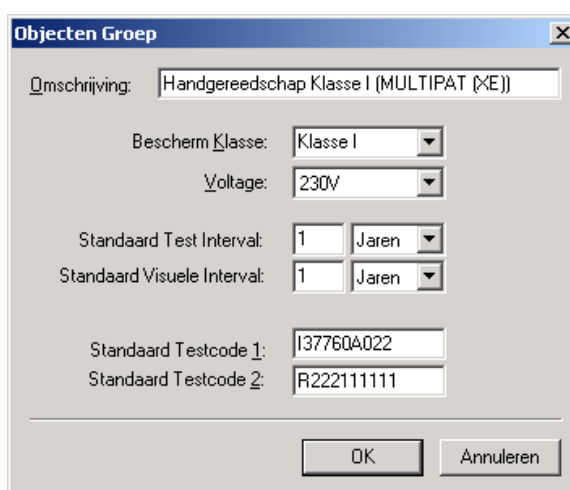 Objecten Groep
Omschrijving: Handgereedschap Klasse I (MULTIPAT (XE))
Bescherm Klasse: Klasse I
Voltage: 230V
Standaard Test Interval: 1 Jaren
Standaard Visuele Interval: 1 Jaren
Standaard Testcode 1: I37760A022
Standaard Testcode 2: R222111111
OK Annuleren